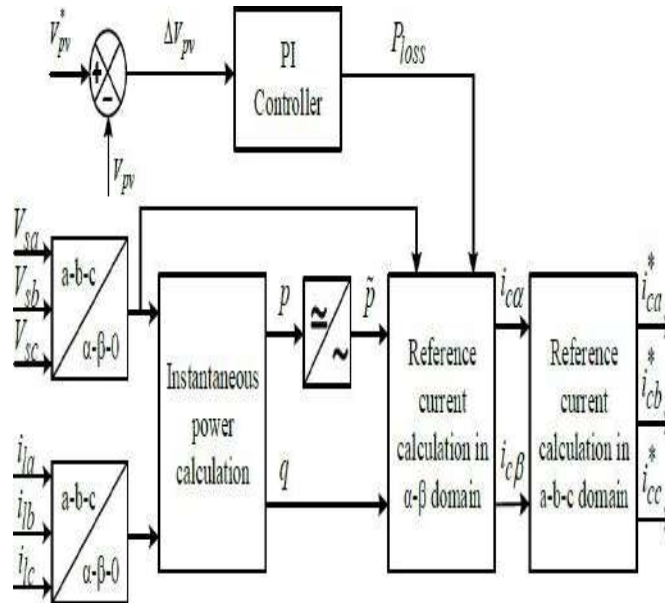 V*pv
ΔVpv
PI
Controller
Ploss
+
-
Vpv
Vsa
Vsb
Vsc
a-b-c
α-β-0
Instantaneous
power
calculation
p
≃
~
p̃
q
Reference
current
calculation in
α-β domain
icα
icβ
Reference
current
calculation in
a-b-c domain
i*ca
i*cb
i*cc
ila
ilb
ilc
a-b-c
α-β-0